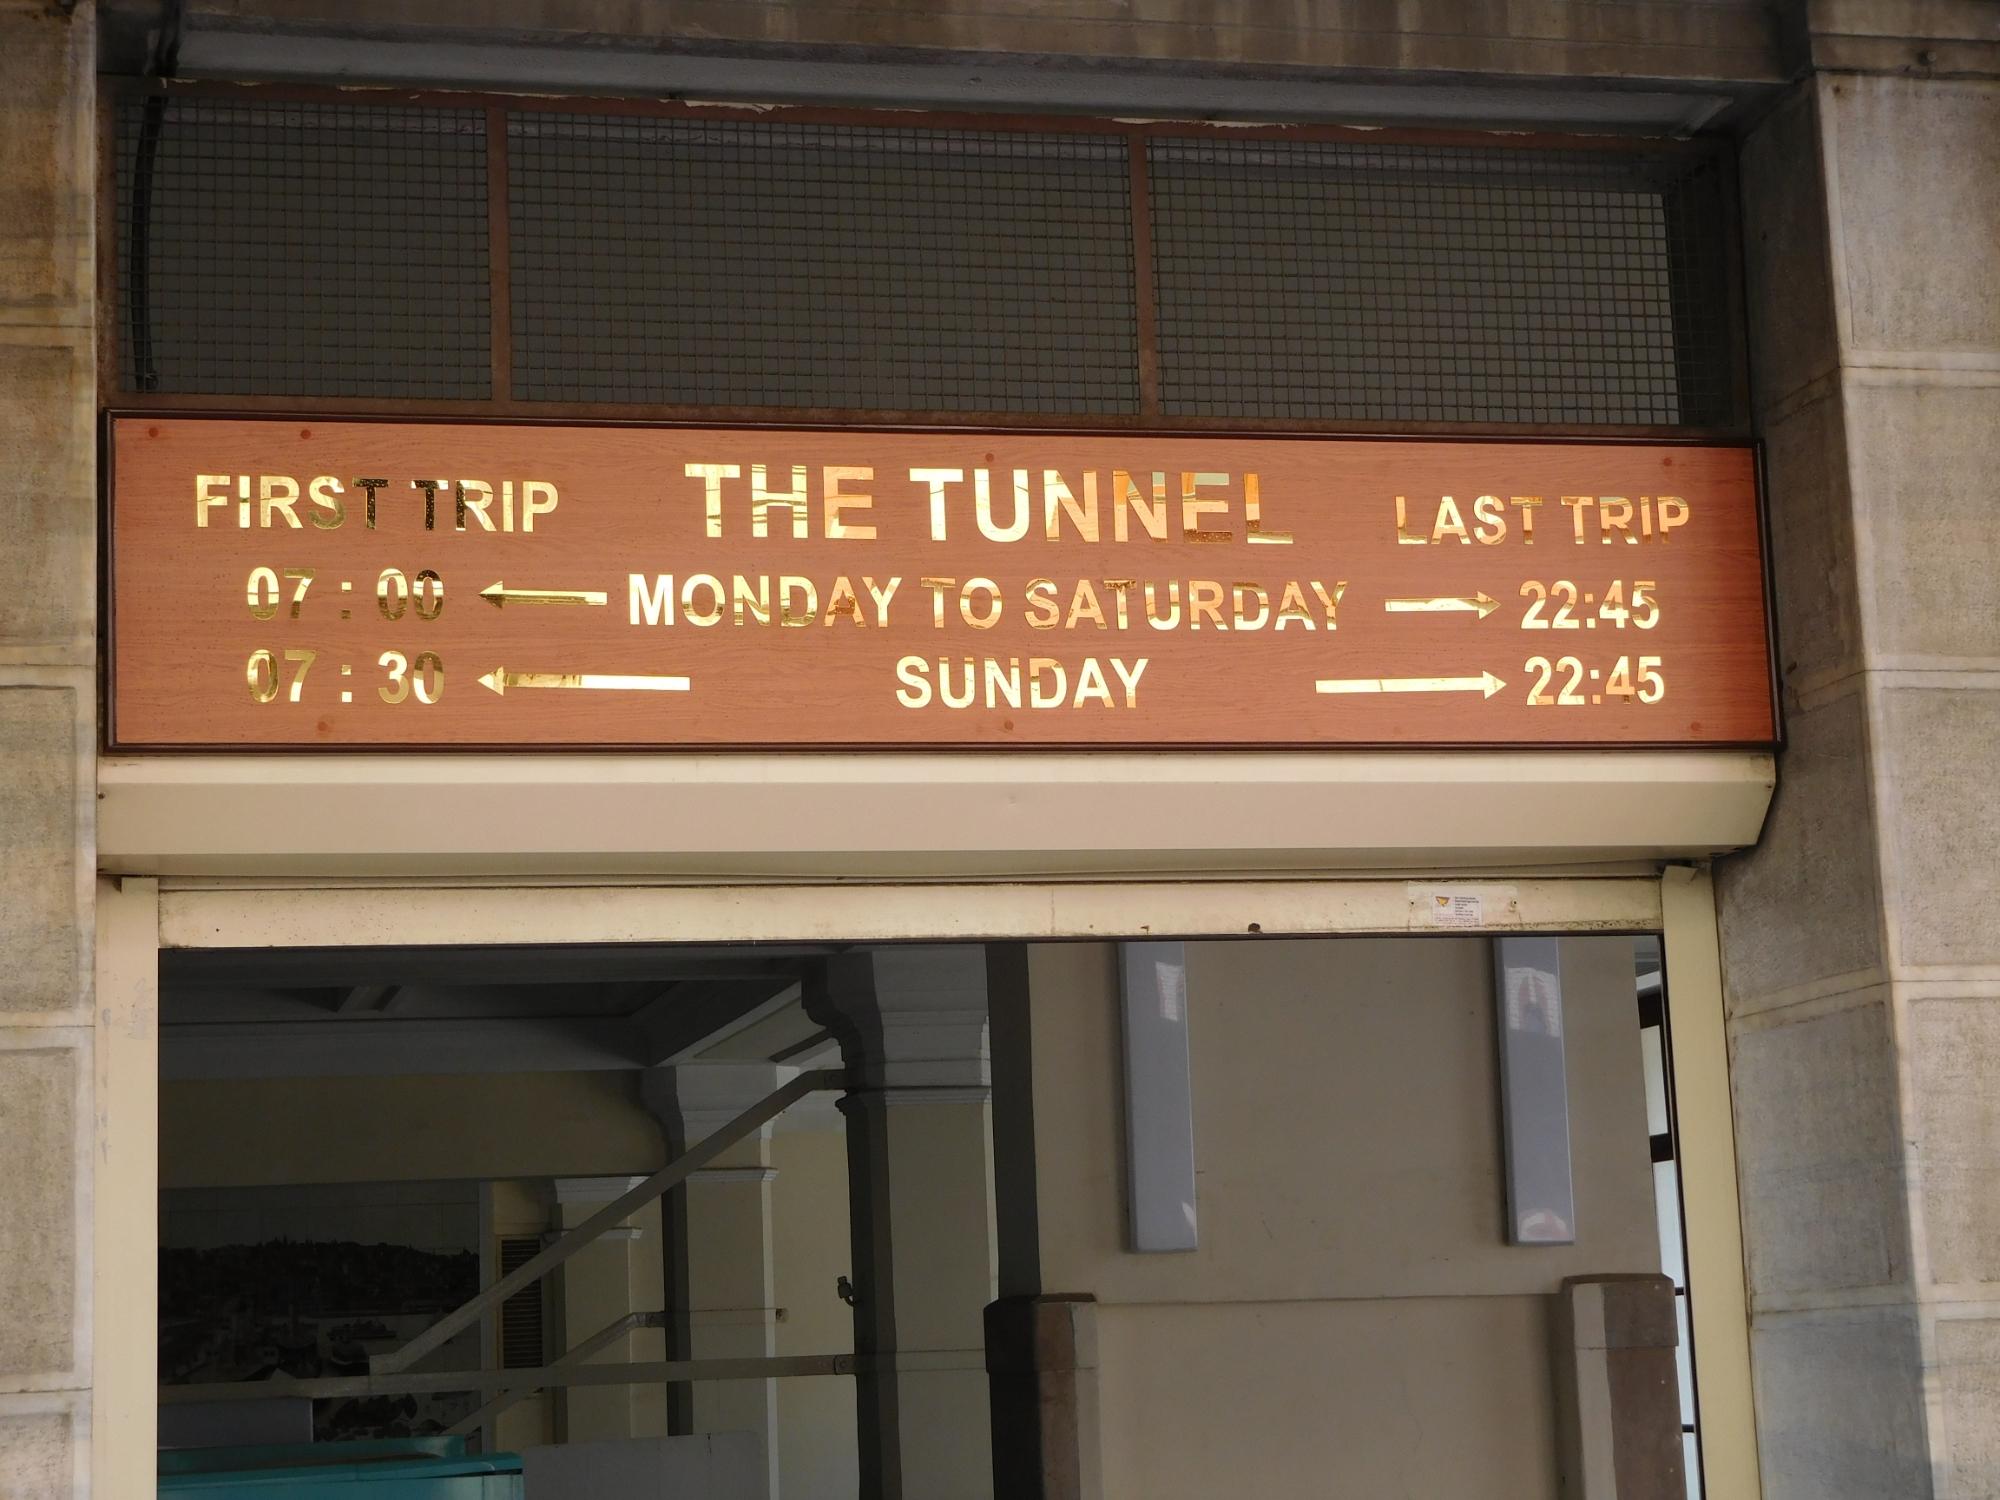 FIRST TRIP THE TUNNEL LAST TRIP
07 : 00 MONDAY TO SATURDAY 22:45
07 : 30 SUNDAY 22:45